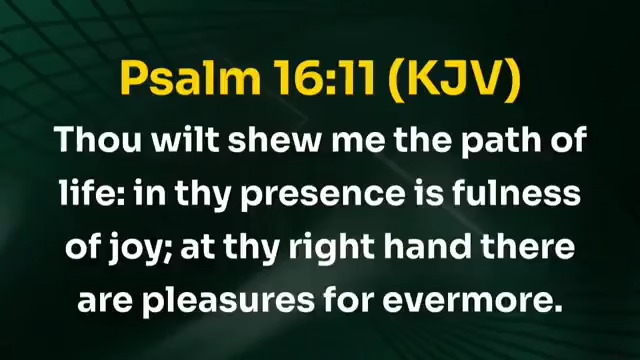 Psalm 16:11 (KJV)
Thou wilt shew me the path of
life: in thy presence is fulness
of joy; at thy right hand there
are pleasures for evermore.